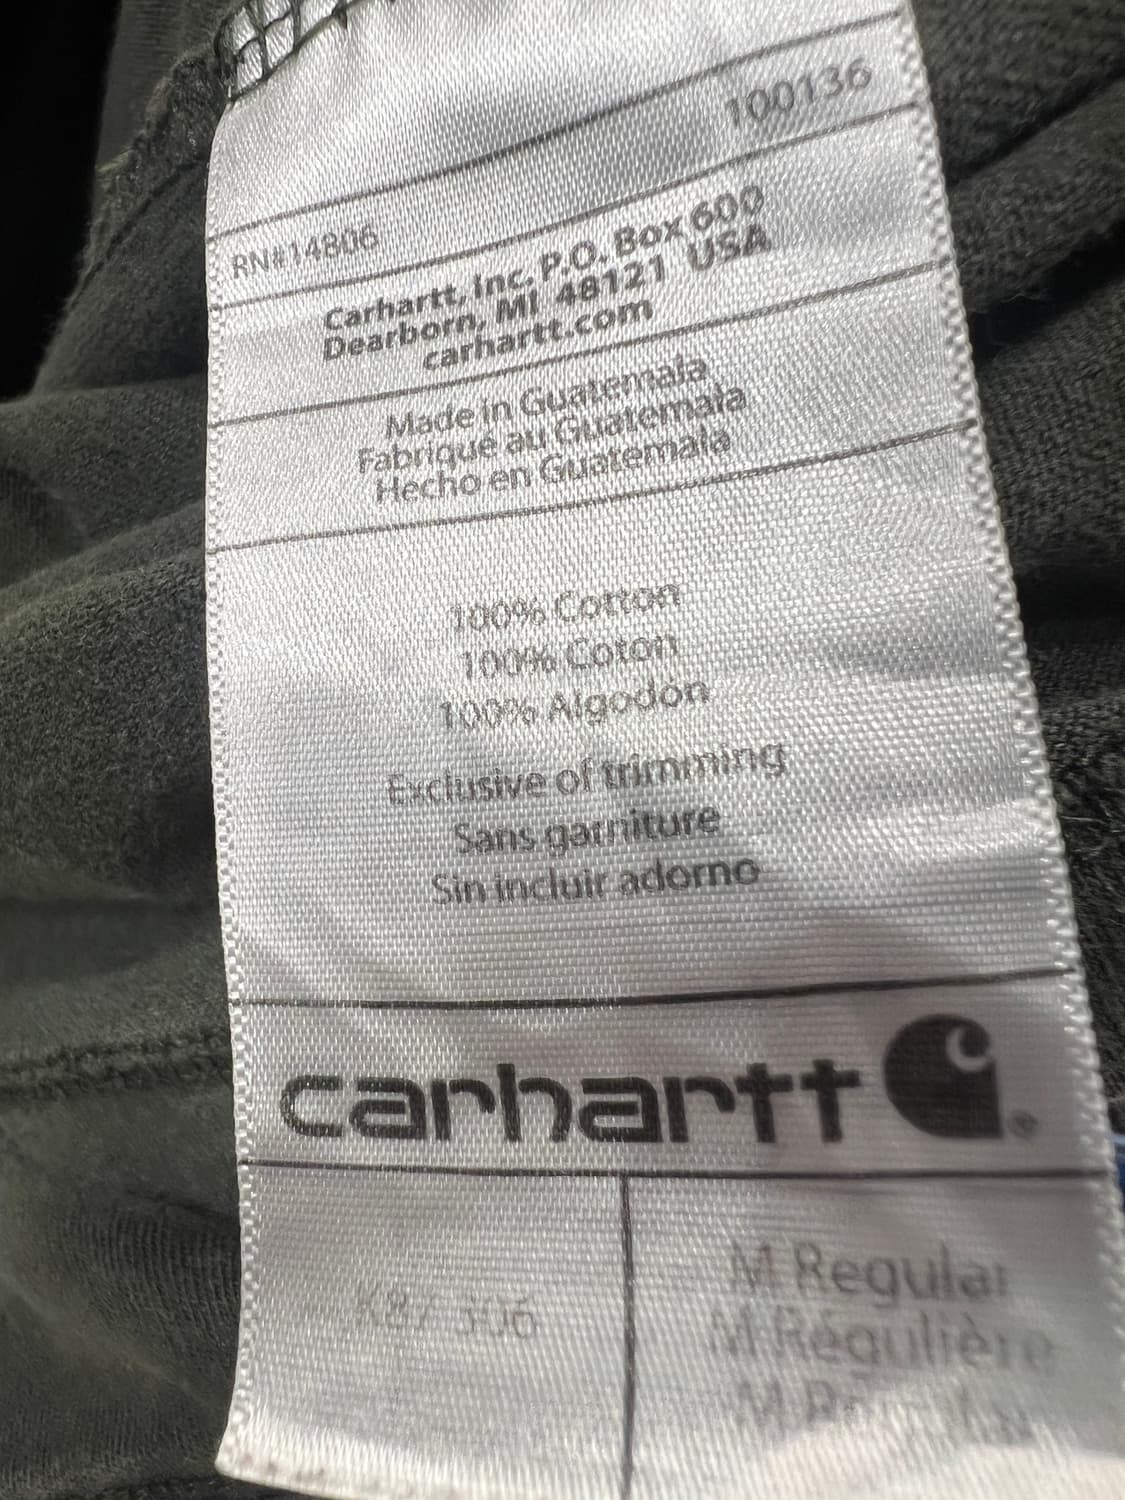 100136
RN#14806
Carhartt, Inc. P.O. Box 600
Dearborn, MI 48121 USA
carhartt.com
Made in Guatemala
Fabriqué au Guatemala
Hecho en Guatemala
100% Cotton
100% Coton
100% Algodón
Exclusive of trimming
Sans garniture
Sin incluir adorno
carhartt
K87 306
M Regular
M Régulière
M